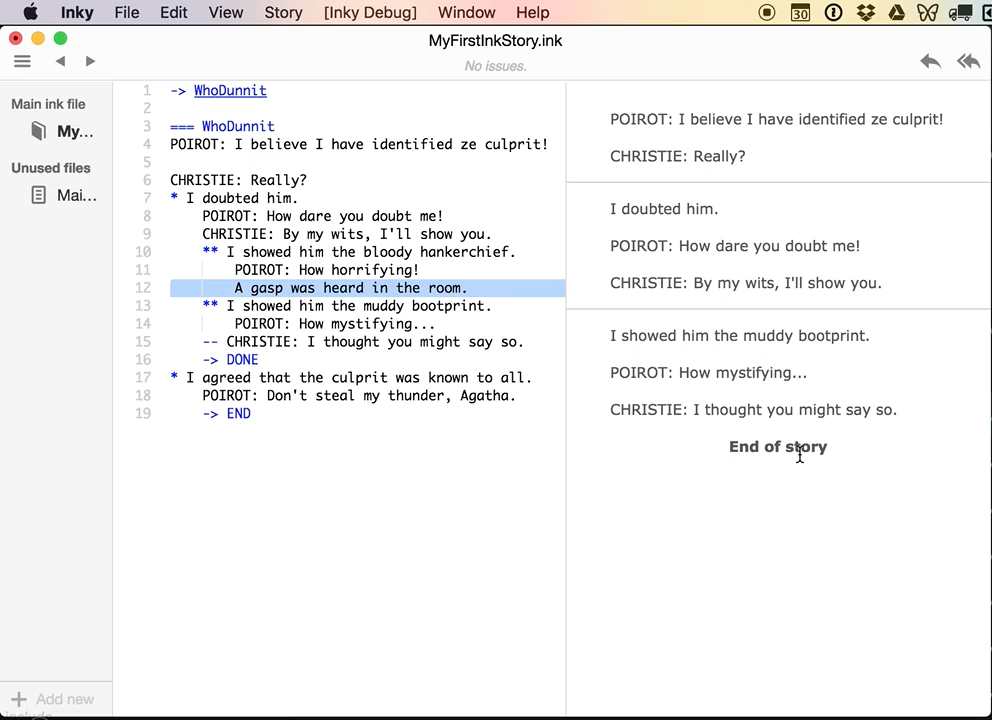 Inky File Edit View Story [Inky Debug] Window Help 30
MyFirstInkStory.ink
No issues.
Main ink file
My...
Unused files
Mai...
1 -> WhoDunnit
2
3 === WhoDunnit
4 POIROT: I believe I have identified ze culprit!
5
6 CHRISTIE: Really?
7 * I doubted him.
8 POIROT: How dare you doubt me!
9 CHRISTIE: By my wits, I'll show you.
10 ** I showed him the bloody hankerchief.
11 POIROT: How horrifying!
12 A gasp was heard in the room.
13 ** I showed him the muddy bootprint.
14 POIROT: How mystifying...
15 -- CHRISTIE: I thought you might say so.
16 -> DONE
17 * I agreed that the culprit was known to all.
18 POIROT: Don't steal my thunder, Agatha.
19 -> END
POIROT: I believe I have identified ze culprit!
CHRISTIE: Really?
I doubted him.
POIROT: How dare you doubt me!
CHRISTIE: By my wits, I'll show you.
I showed him the muddy bootprint.
POIROT: How mystifying...
CHRISTIE: I thought you might say so.
End of story
+ Add new